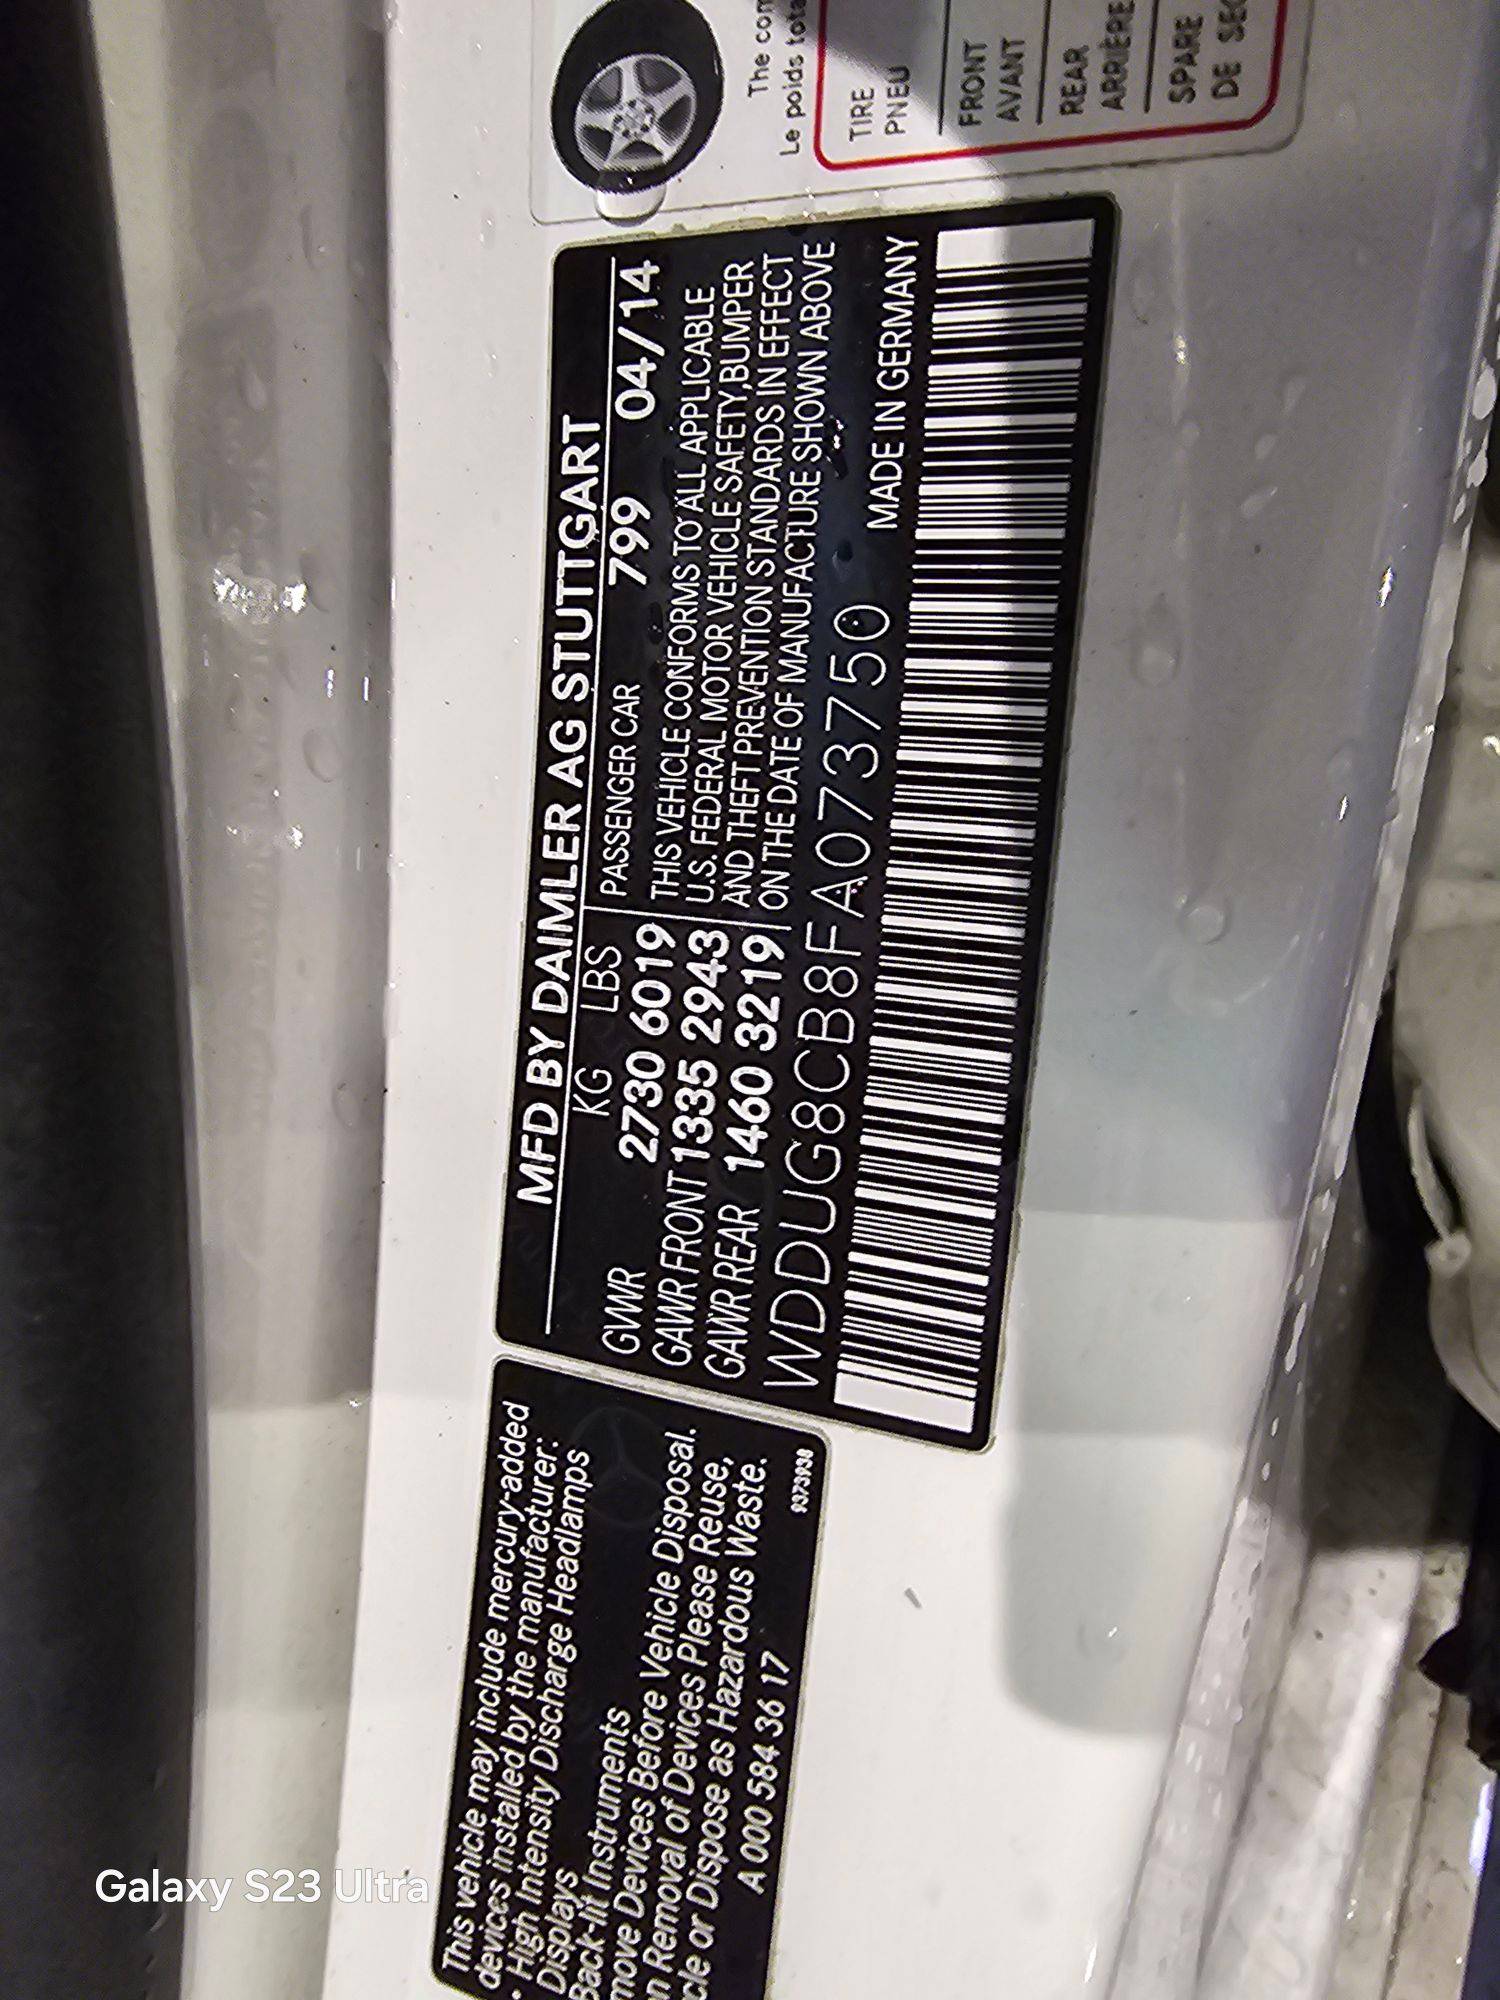 This vehicle may include mercury-added
devices installed by the manufacturer:
· High Intensity Discharge Headlamps
Displays
Back-lit Instruments
move Devices Before Vehicle Disposal.
n Removal of Devices Please Reuse,
cle or Dispose as Hazardous Waste.
A 000 584 36 17
9373938
MFD BY DAIMLER AG STUTTGART
KG LBS PASSENGER CAR 799 04/14
GVWR 2730 6019
GAWR FRONT 1335 2943
GAWR REAR 1460 3219
THIS VEHICLE CONFORMS TO ALL APPLICABLE
U.S. FEDERAL MOTOR VEHICLE SAFETY,BUMPER
AND THEFT PREVENTION STANDARDS IN EFFECT
ON THE DATE OF MANUFACTURE SHOWN ABOVE
WDDUG8CB8FA073750
MADE IN GERMANY
The com
Le poids tota
TIRE
PNEU
FRONT
AVANT
REAR
ARRIÈRE
SPARE
DE SEC
Galaxy S23 Ultra